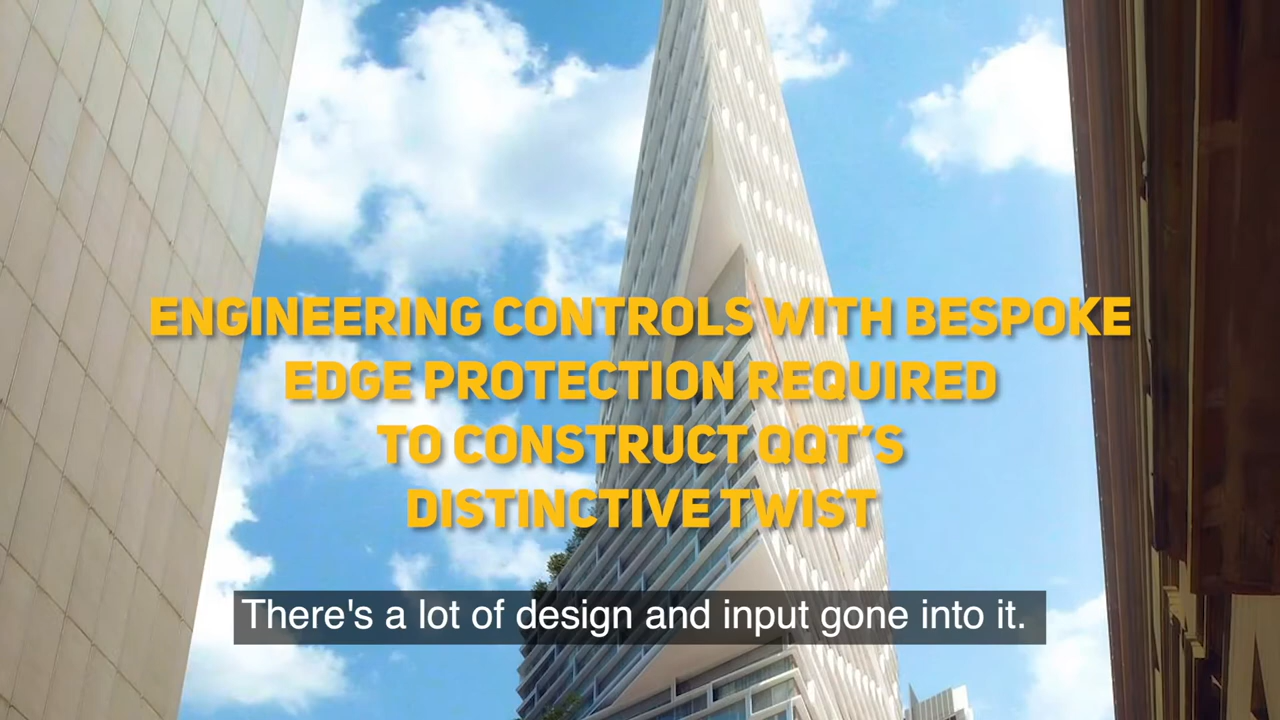 ENGINEERING CONTROLS WITH BESPOKE
EDGE PROTECTION REQUIRED
TO CONSTRUCT QQT'S
DISTINCTIVE TWIST
There's a lot of design and input gone into it.